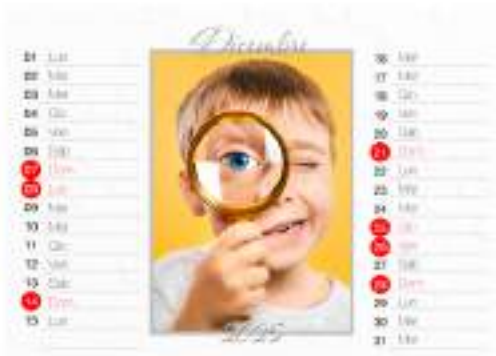 Dicembre
01 Lun
02 Mar
03 Mer
04 Gio
05 Ven
06 Sab
07 Dom
08 Lun
09 Mar
10 Mer
11 Gio
12 Ven
13 Sab
14 Dom
15 Lun
16 Mar
17 Mer
18 Gio
19 Ven
20 Sab
21 Dom
22 Lun
23 Mar
24 Mer
25 Gio
26 Ven
27 Sab
28 Dom
29 Lun
30 Mar
31 Mer
2025